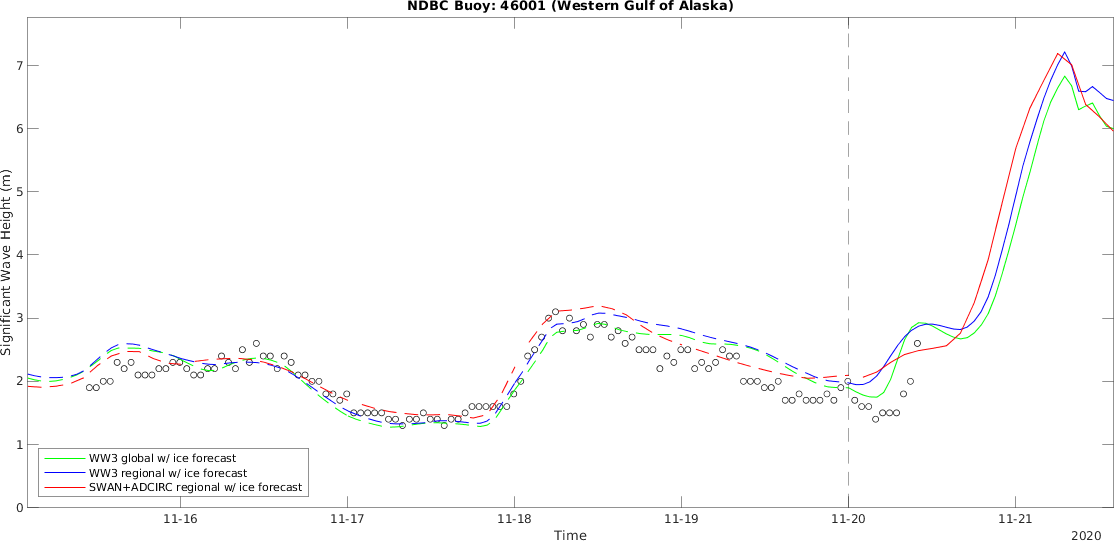 NDBC Buoy: 46001 (Western Gulf of Alaska)
Significant Wave Height (m)
7
6
5
4
3
2
1
0
WW3 global w/ ice forecast
WW3 regional w/ ice forecast
SWAN+ADCIRC regional w/ ice forecast
11-16 11-17 11-18 11-19 11-20 11-21
Time
2020